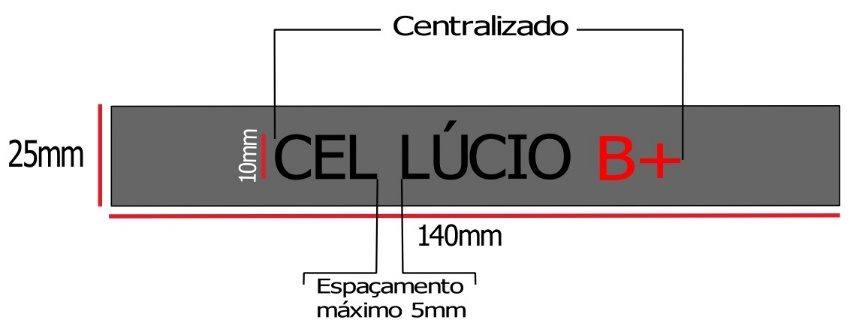 Centralizado
25mm
10mm
CEL LÚCIO B+
140mm
Espaçamento
máximo 5mm